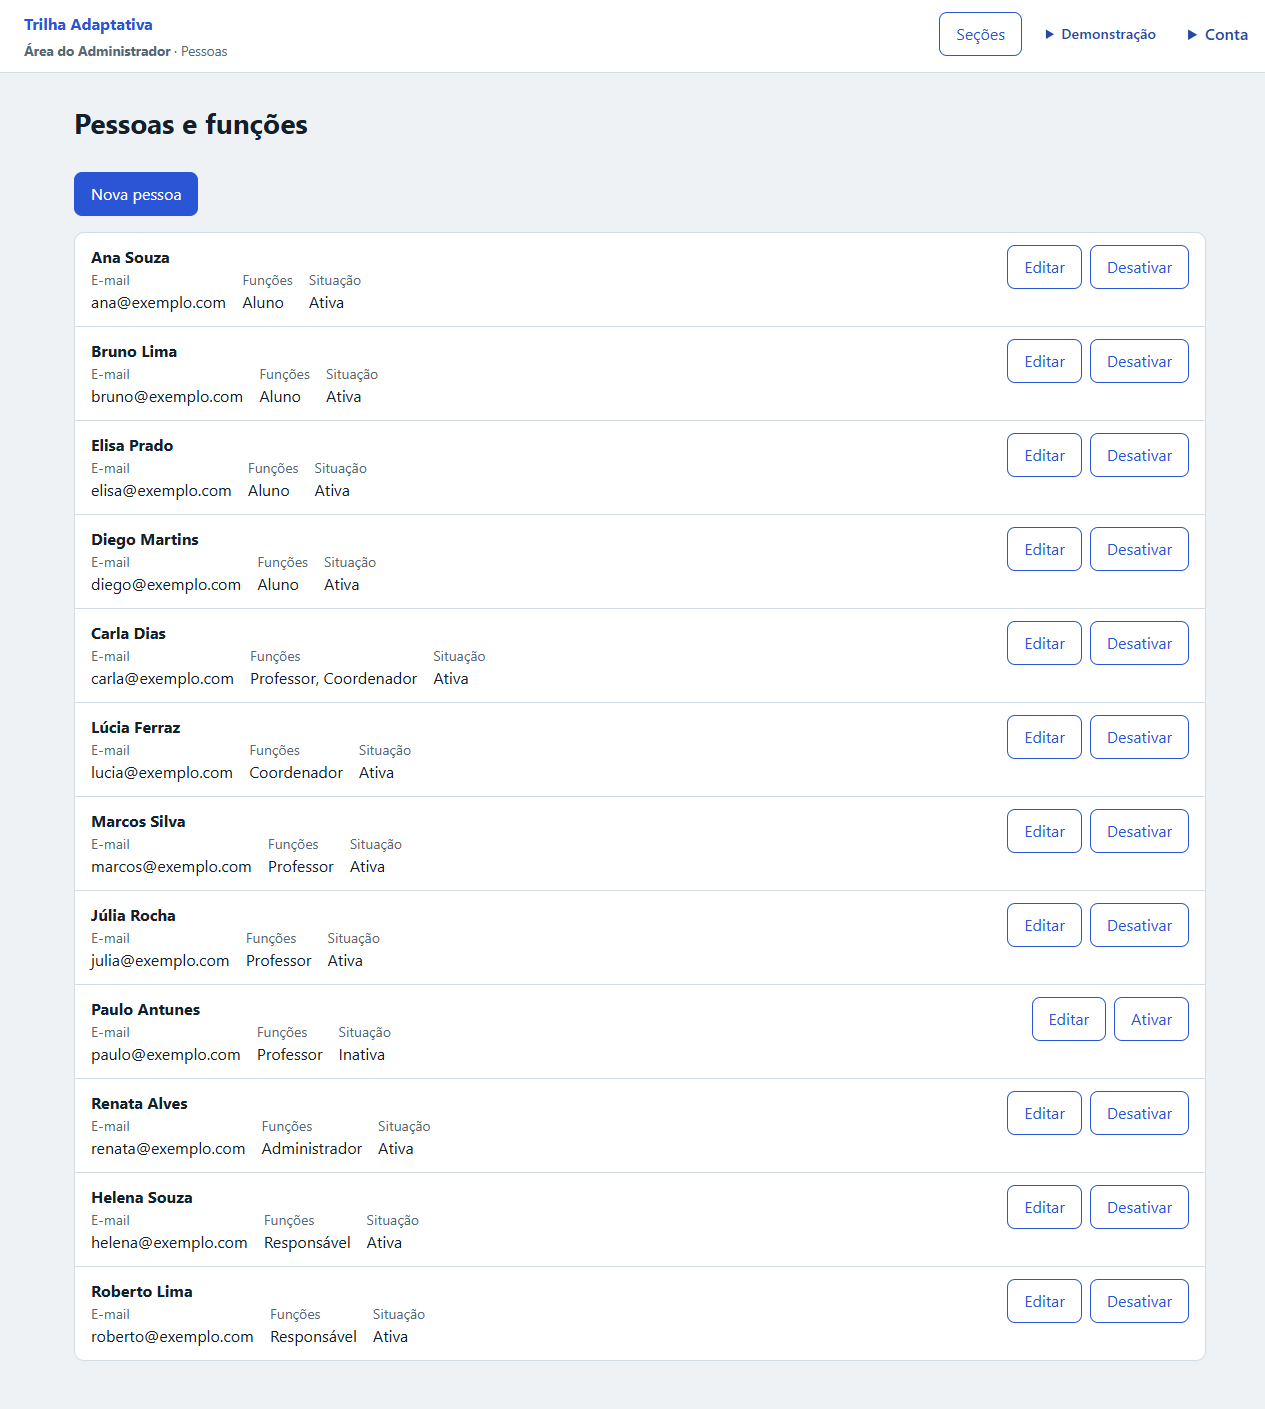 Trilha Adaptativa
Área do Administrador · Pessoas
Seções
Demonstração
Conta
Pessoas e funções
Nova pessoa
Ana Souza
E-mail Funções Situação
ana@exemplo.com Aluno Ativa
Editar Desativar
Bruno Lima
E-mail Funções Situação
bruno@exemplo.com Aluno Ativa
Editar Desativar
Elisa Prado
E-mail Funções Situação
elisa@exemplo.com Aluno Ativa
Editar Desativar
Diego Martins
E-mail Funções Situação
diego@exemplo.com Aluno Ativa
Editar Desativar
Carla Dias
E-mail Funções Situação
carla@exemplo.com Professor, Coordenador Ativa
Editar Desativar
Lúcia Ferraz
E-mail Funções Situação
lucia@exemplo.com Coordenador Ativa
Editar Desativar
Marcos Silva
E-mail Funções Situação
marcos@exemplo.com Professor Ativa
Editar Desativar
Júlia Rocha
E-mail Funções Situação
julia@exemplo.com Professor Ativa
Editar Desativar
Paulo Antunes
E-mail Funções Situação
paulo@exemplo.com Professor Inativa
Editar Ativar
Renata Alves
E-mail Funções Situação
renata@exemplo.com Administrador Ativa
Editar Desativar
Helena Souza
E-mail Funções Situação
helena@exemplo.com Responsável Ativa
Editar Desativar
Roberto Lima
E-mail Funções Situação
roberto@exemplo.com Responsável Ativa
Editar Desativar